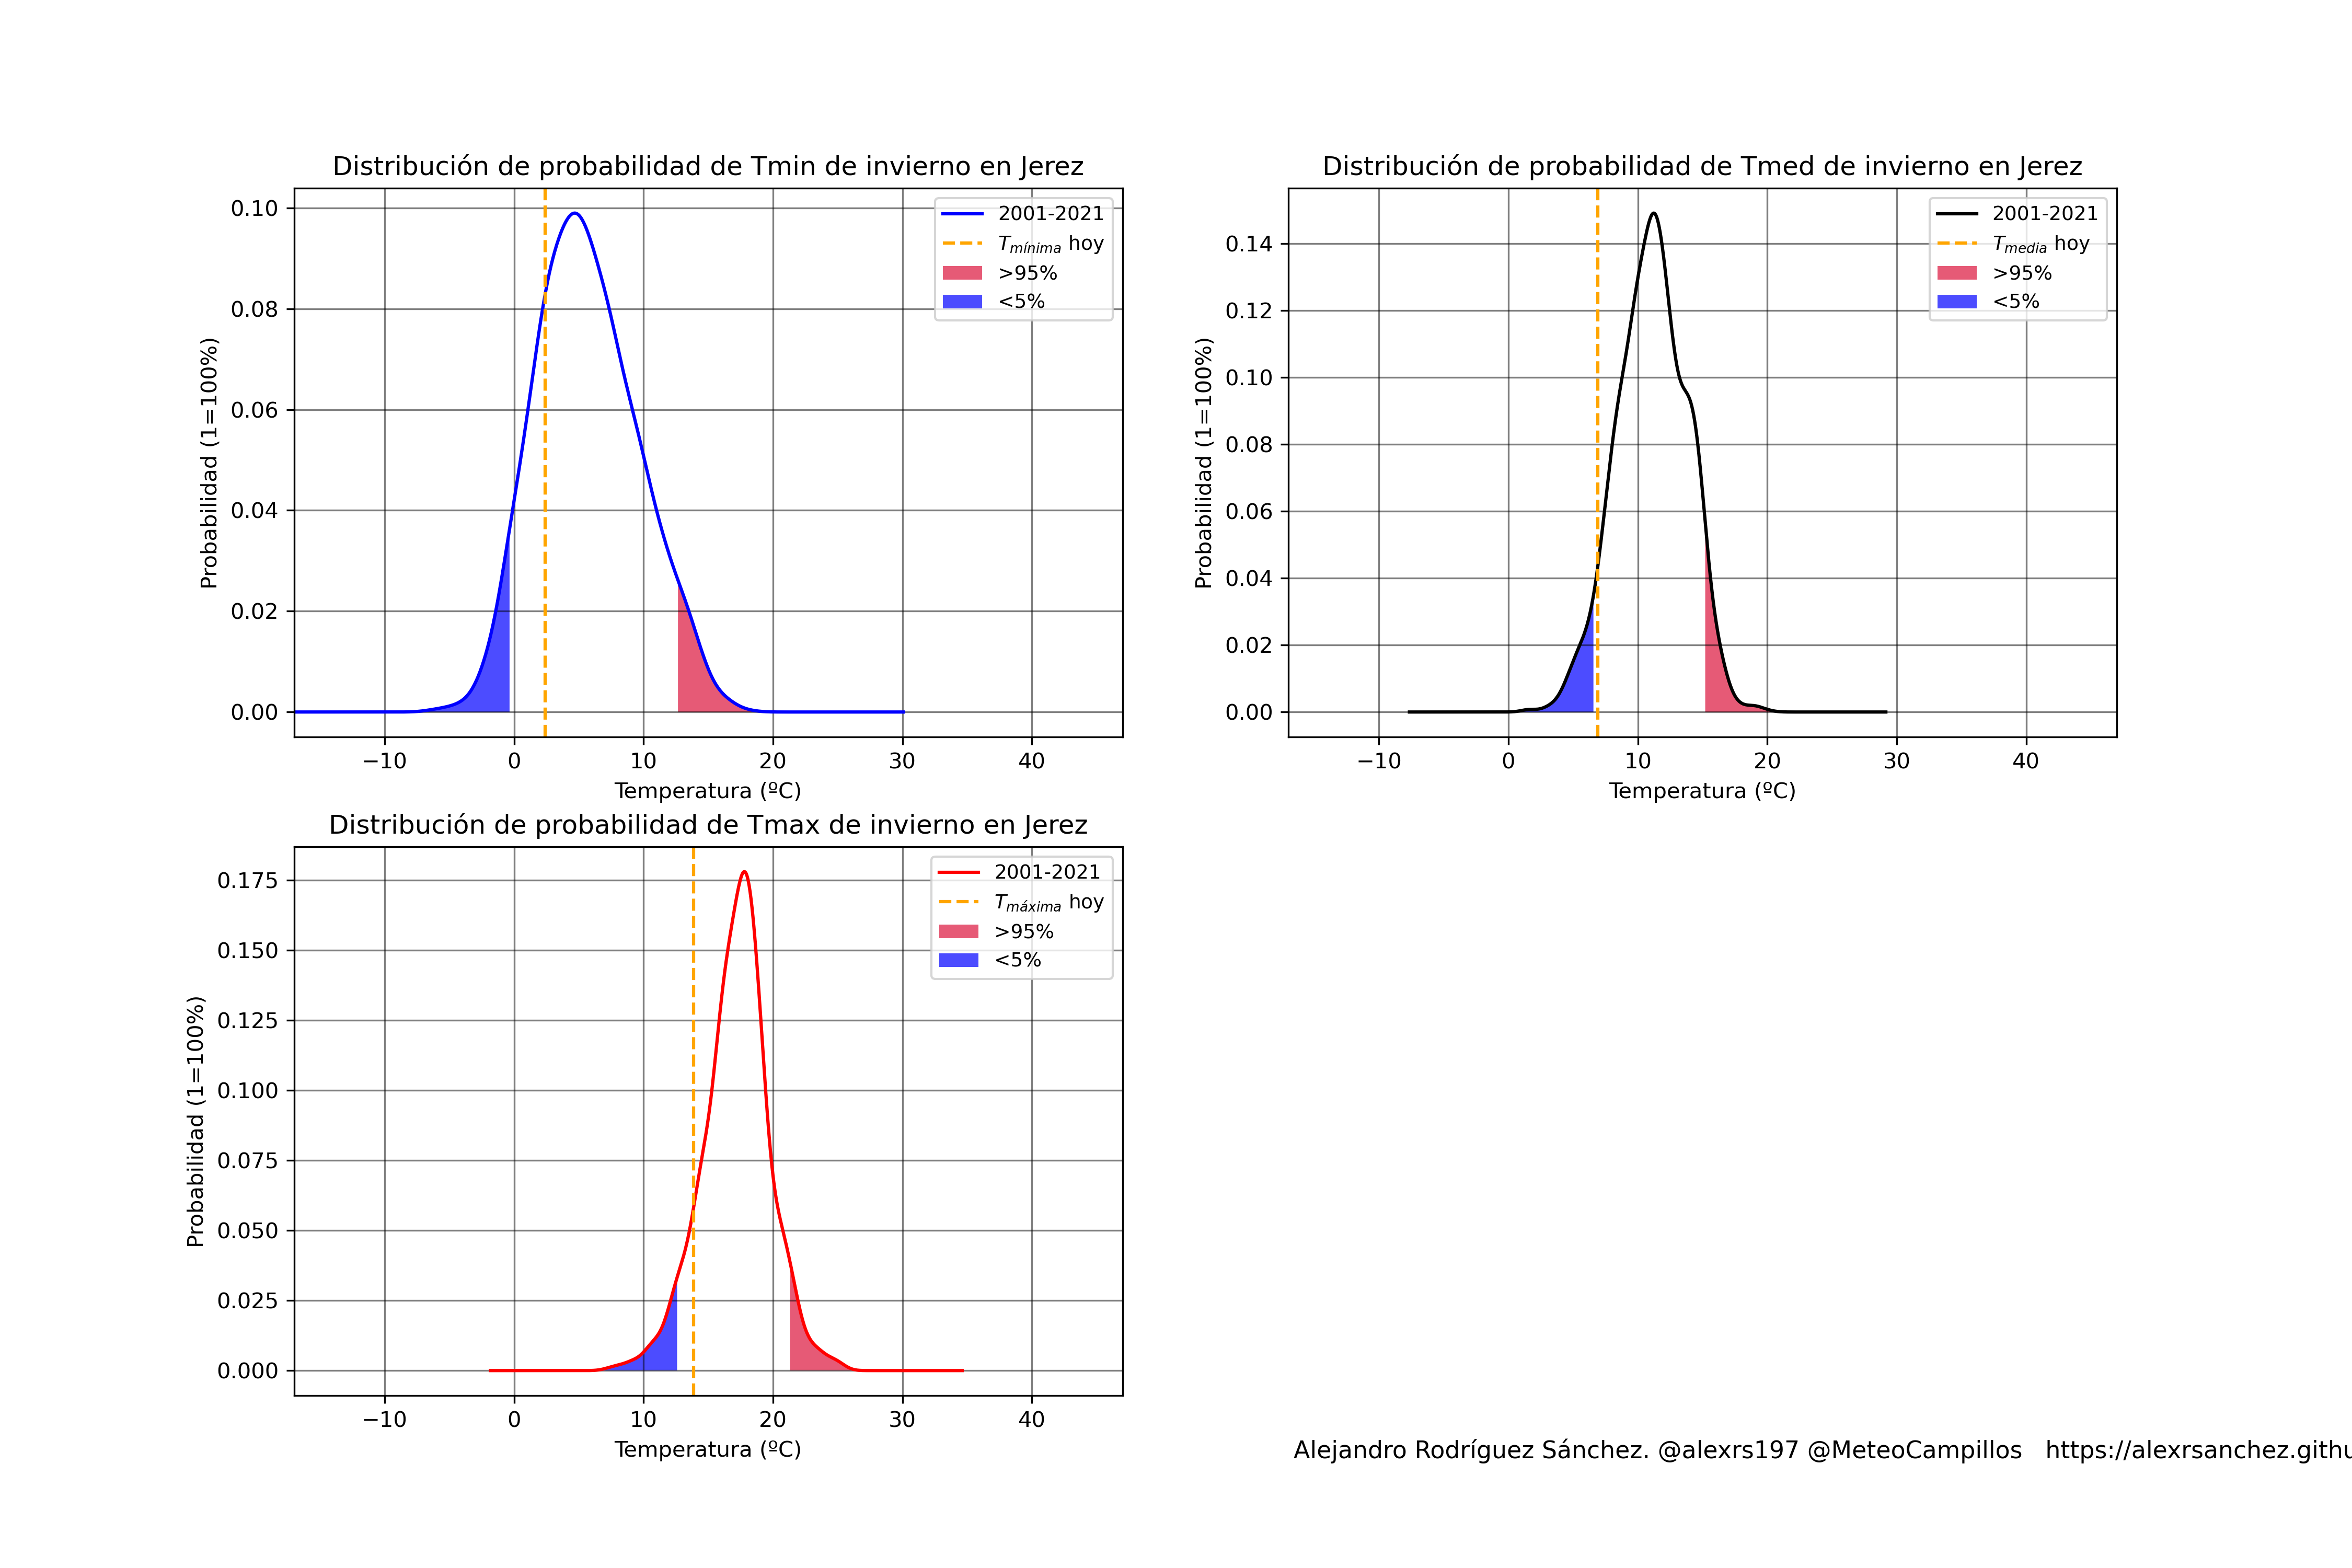 Distribución de probabilidad de Tmin de invierno en Jerez
Probabilidad (1=100%)
0.10
0.08
0.06
0.04
0.02
0.00
−10 0 10 20 30 40
Temperatura (ºC)
2001-2021
Tmínima hoy
>95%
<5%
Distribución de probabilidad de Tmed de invierno en Jerez
Probabilidad (1=100%)
0.14
0.12
0.10
0.08
0.06
0.04
0.02
0.00
−10 0 10 20 30 40
Temperatura (ºC)
2001-2021
Tmedia hoy
>95%
<5%
Distribución de probabilidad de Tmax de invierno en Jerez
Probabilidad (1=100%)
0.175
0.150
0.125
0.100
0.075
0.050
0.025
0.000
−10 0 10 20 30 40
Temperatura (ºC)
2001-2021
Tmáxima hoy
>95%
<5%
Alejandro Rodríguez Sánchez. @alexrs197 @MeteoCampillos https://alexrsanchez.githu